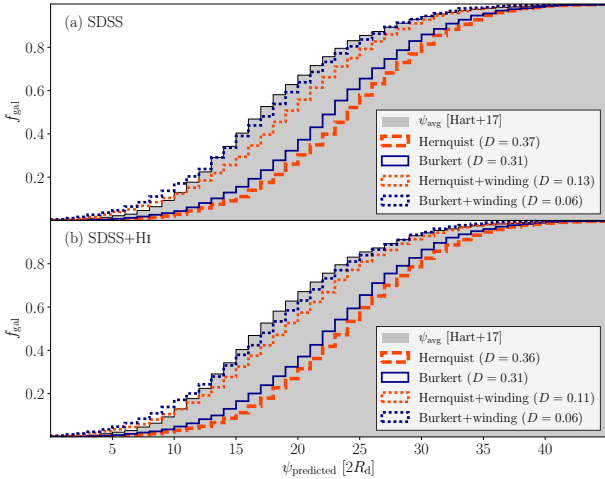 (a) SDSS
0.8
0.6
0.4
0.2
f_gal
ψ_avg [Hart+17]
Hernquist (D = 0.37)
Burkert (D = 0.31)
Hernquist+winding (D = 0.13)
Burkert+winding (D = 0.06)
(b) SDSS+HI
0.8
0.6
0.4
0.2
f_gal
ψ_avg [Hart+17]
Hernquist (D = 0.36)
Burkert (D = 0.31)
Hernquist+winding (D = 0.11)
Burkert+winding (D = 0.06)
5 10 15 20 25 30 35 40
ψ_predicted [2R_d]